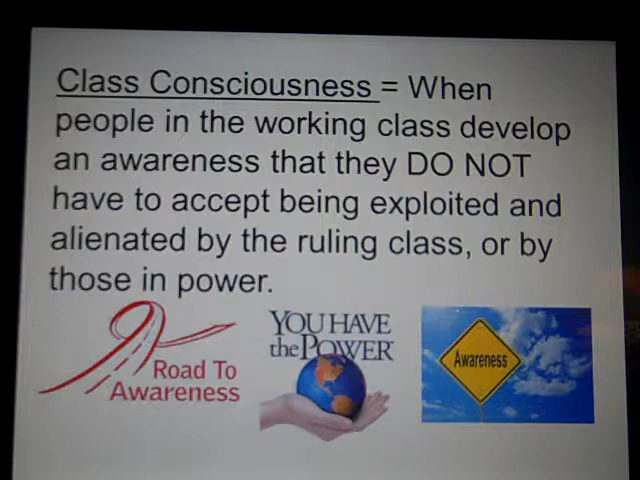 Class Consciousness = When
people in the working class develop
an awareness that they DO NOT
have to accept being exploited and
alienated by the ruling class, or by
those in power.
Road To
Awareness
YOU HAVE
the POWER
Awareness